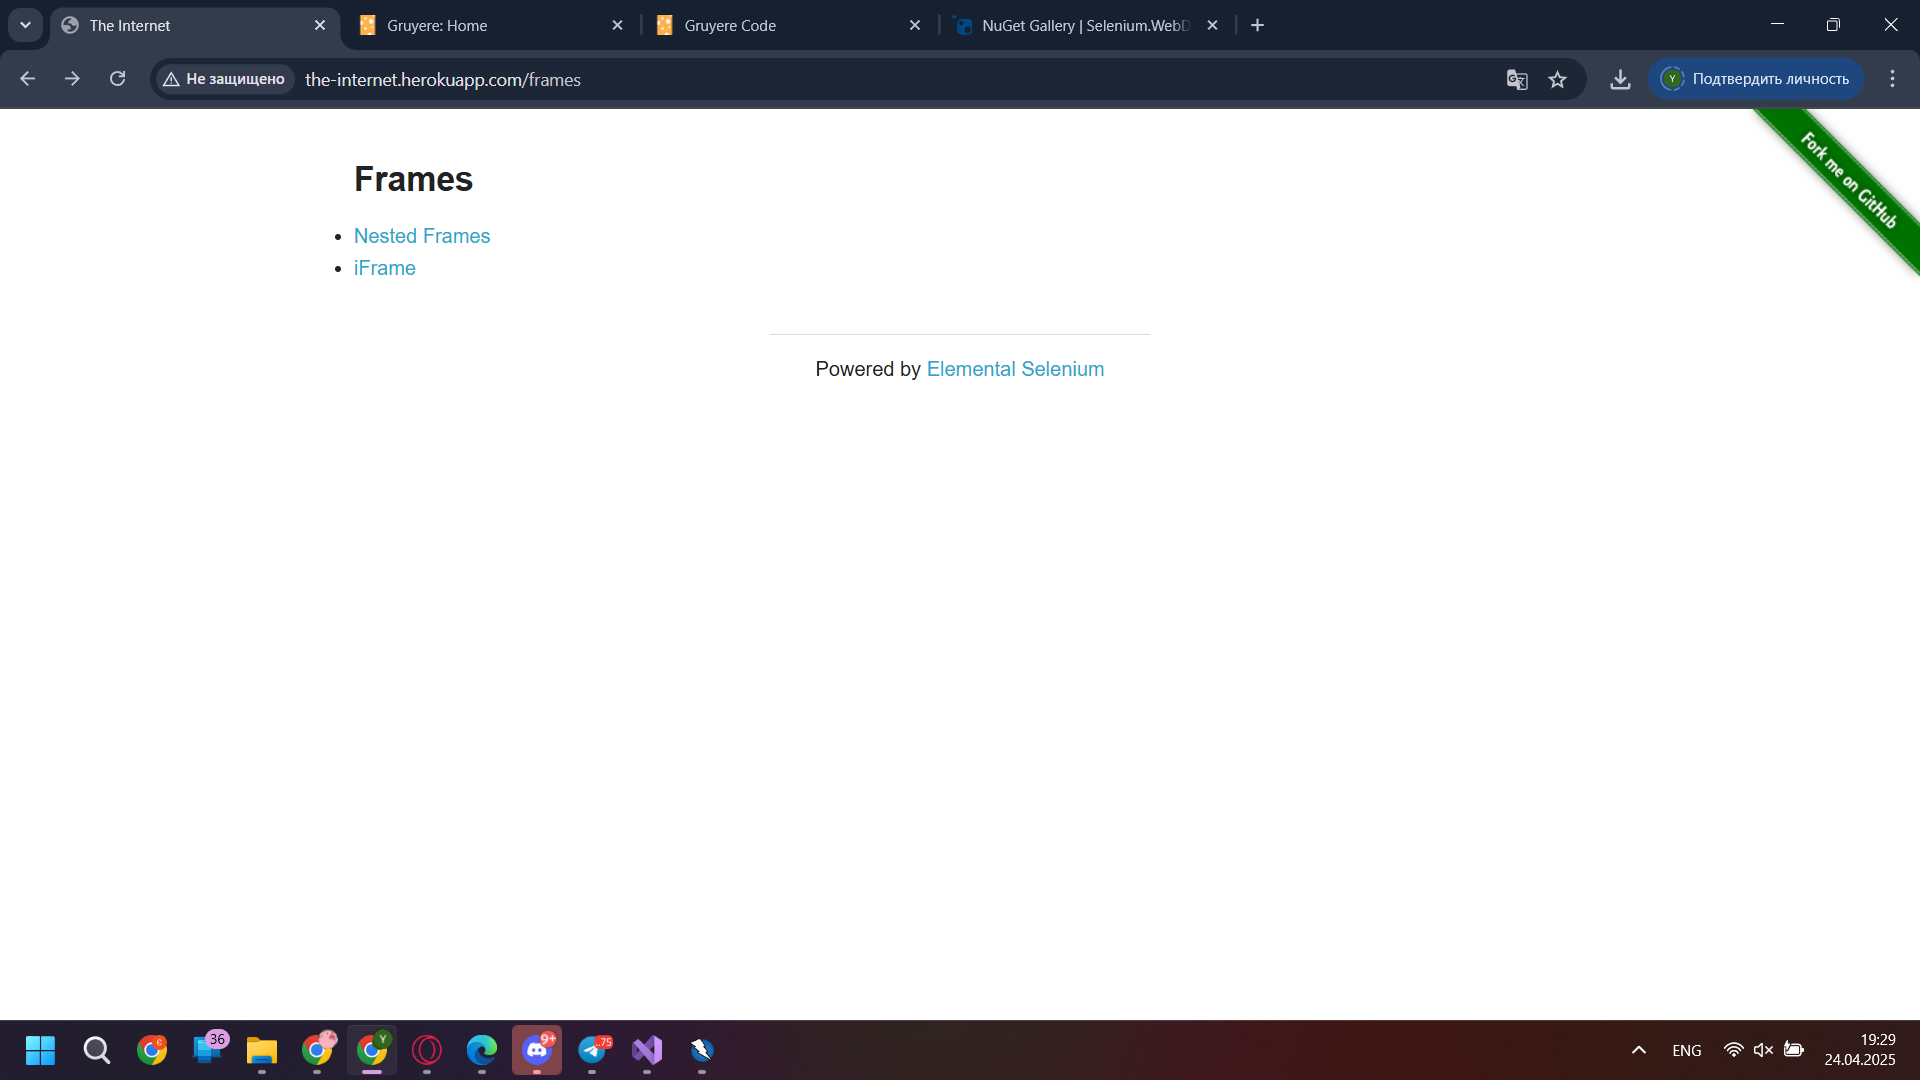 The Internet
Gruyere: Home
Gruyere Code
NuGet Gallery | Selenium.WebD
Не защищено
the-internet.herokuapp.com/frames
Y
Подтвердить личность
Fork me on GitHub
Frames
Nested Frames
iFrame
Powered by Elemental Selenium
36
Y
9+
..75
ENG
19:29
24.04.2025